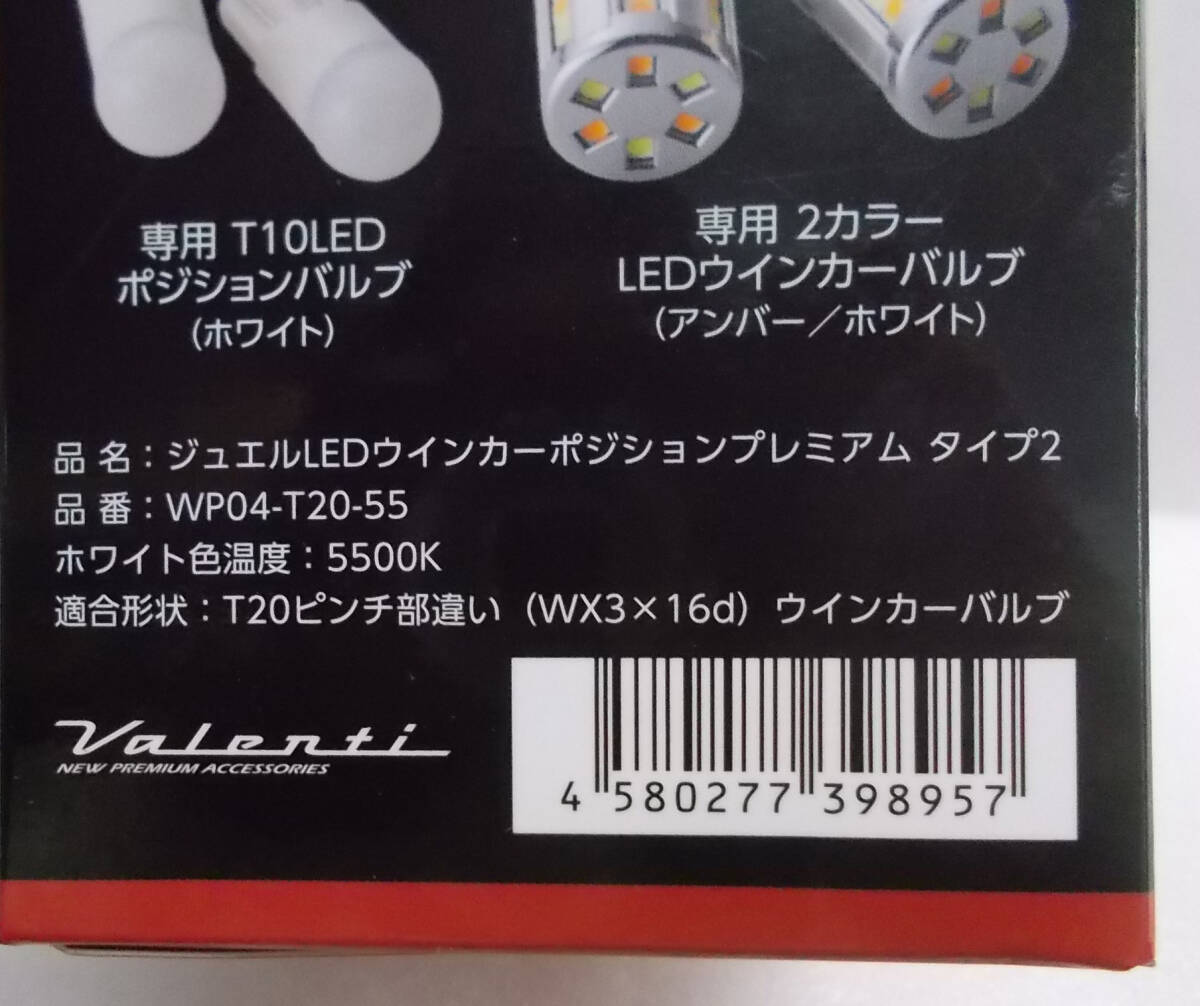 専用 T10LED
ポジションバルブ
(ホワイト)
専用 2カラー
LEDウインカーバルブ
(アンバー／ホワイト)
品 名：ジュエルLEDウインカーポジションプレミアム タイプ2
品 番：WP04-T20-55
ホワイト色温度：5500K
適合形状：T20ピンチ部違い（WX3×16d）ウインカーバルブ
Valenti
NEW PREMIUM ACCESSORIES
4 580277 398957